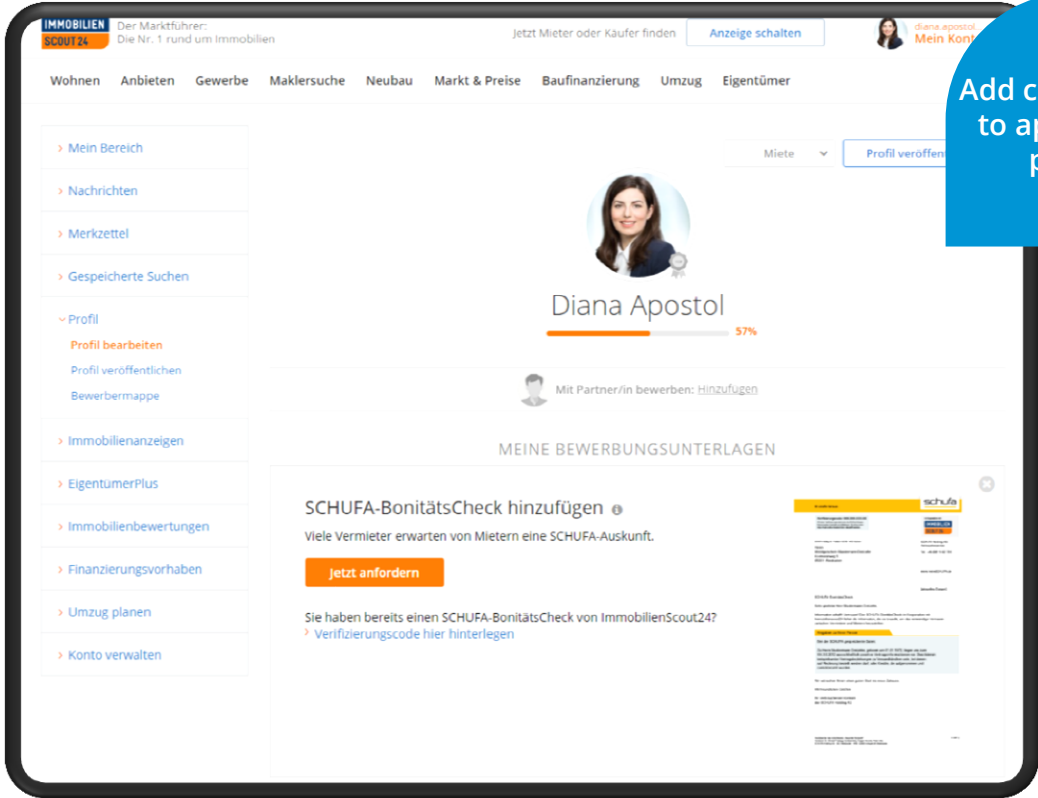 IMMOBILIEN
SCOUT 24
Der Marktführer:
Die Nr. 1 rund um Immobilien
Jetzt Mieter oder Käufer finden
Anzeige schalten
diana.apostol
Mein Kont
Wohnen Anbieten Gewerbe Maklersuche Neubau Markt & Preise Baufinanzierung Umzug Eigentümer
Add c
to ap
p
Mein Bereich
Nachrichten
Merkzettel
Gespeicherte Suchen
Profil
Profil bearbeiten
Profil veröffentlichen
Bewerbermappe
Immobilienanzeigen
EigentümerPlus
Immobilienbewertungen
Finanzierungsvorhaben
Umzug planen
Konto verwalten
Miete
Profil veröffen
Diana Apostol
57%
Mit Partner/in bewerben: Hinzufügen
MEINE BEWERBUNGSUNTERLAGEN
SCHUFA-BonitätsCheck hinzufügen
Viele Vermieter erwarten von Mietern eine SCHUFA-Auskunft.
Jetzt anfordern
Sie haben bereits einen SCHUFA-BonitätsCheck von ImmobilienScout24?
Verifizierungscode hier hinterlegen
schufa